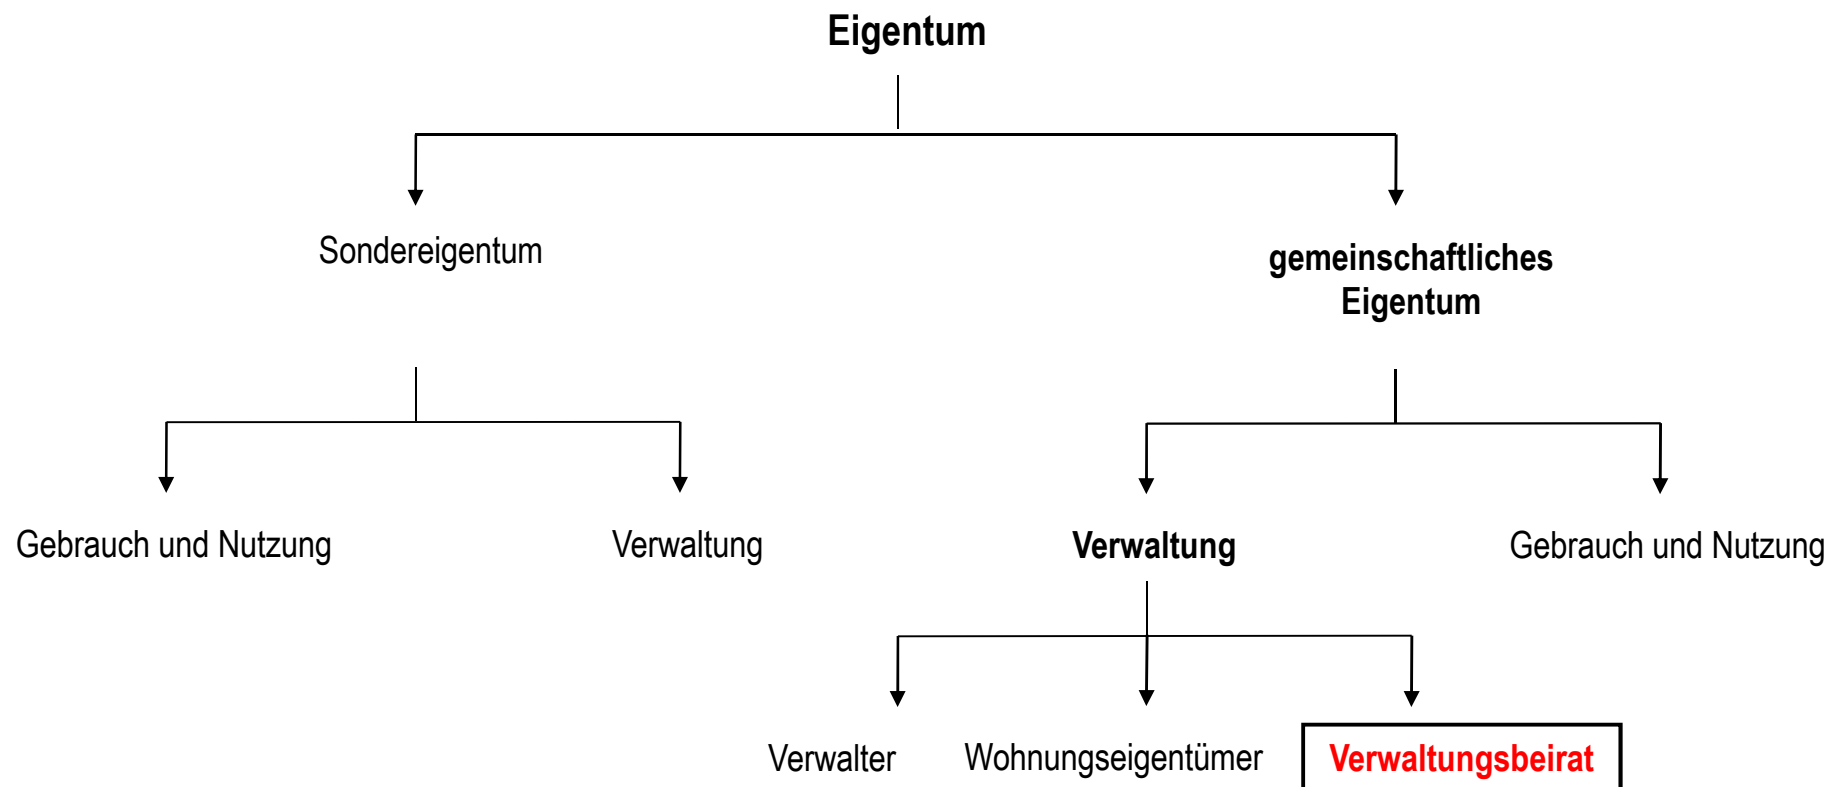 Eigentum
Sondereigentum
gemeinschaftliches
Eigentum
Gebrauch und Nutzung
Verwaltung
Verwaltung
Gebrauch und Nutzung
Verwalter
Wohnungseigentümer
Verwaltungsbeirat